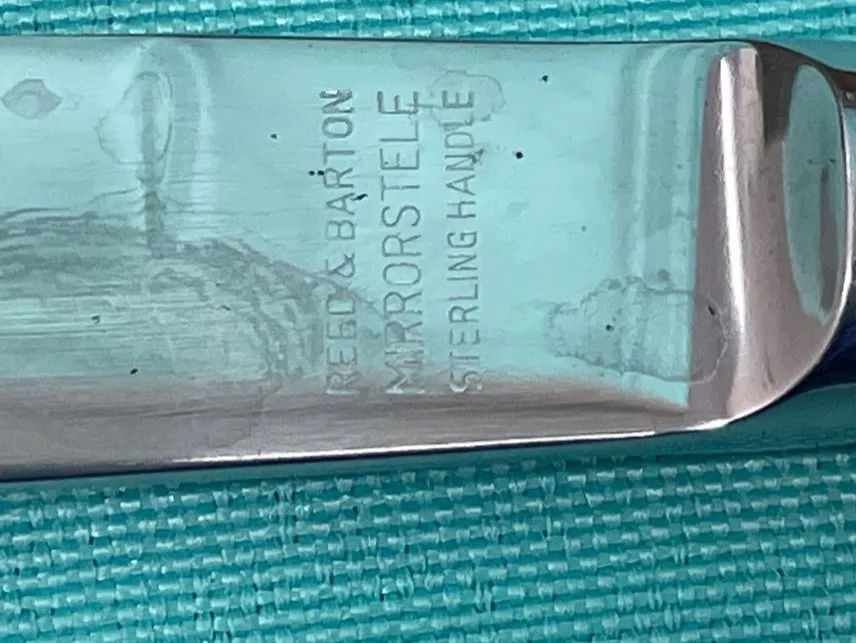 REED & BARTON
MIRRORSTELE
STERLING HANDLE